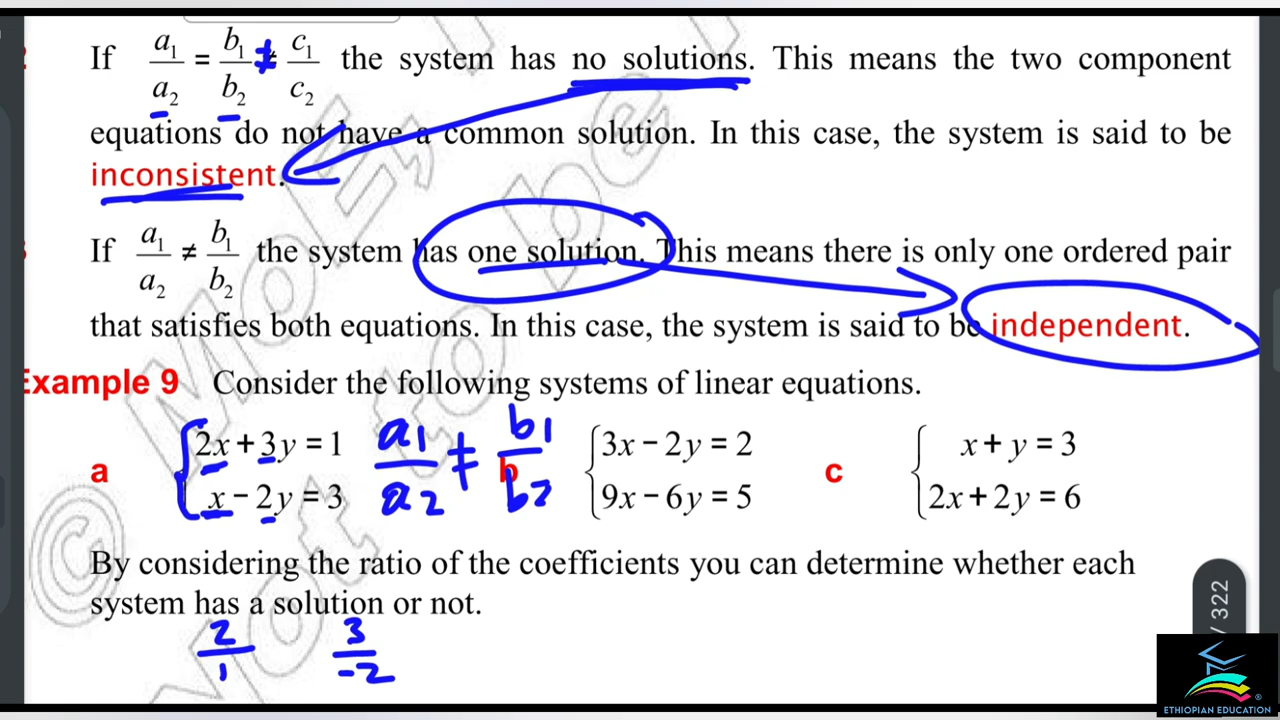 If a₁/a₂ = b₁/b₂ ≠ c₁/c₂ the system has no solutions. This means the two component
equations do not have a common solution. In this case, the system is said to be
inconsistent.
If a₁/a₂ ≠ b₁/b₂ the system has one solution. This means there is only one ordered pair
that satisfies both equations. In this case, the system is said to be independent.
Example 9 Consider the following systems of linear equations.
a { 2x + 3y = 1
x − 2y = 3
a1/a2 ≠ b1/b2
b { 3x − 2y = 2
9x − 6y = 5
c { x + y = 3
2x + 2y = 6
By considering the ratio of the coefficients you can determine whether each
system has a solution or not.
2/1 3/-2
/ 322
© MoE
Not to be
ETHIOPIAN EDUCATION